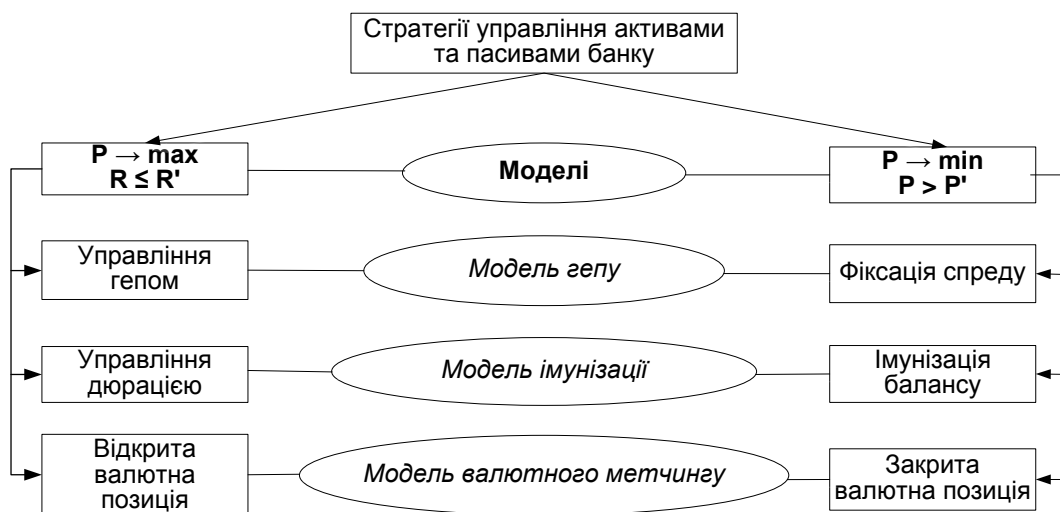 Стратегії управління активами
та пасивами банку
P → max
R ≤ R'
Моделі
P → min
P > P'
Управління
гепом
Модель гепу
Фіксація спреду
Управління
дюрацією
Модель імунізації
Імунізація
балансу
Відкрита
валютна
позиція
Модель валютного метчингу
Закрита
валютна позиція